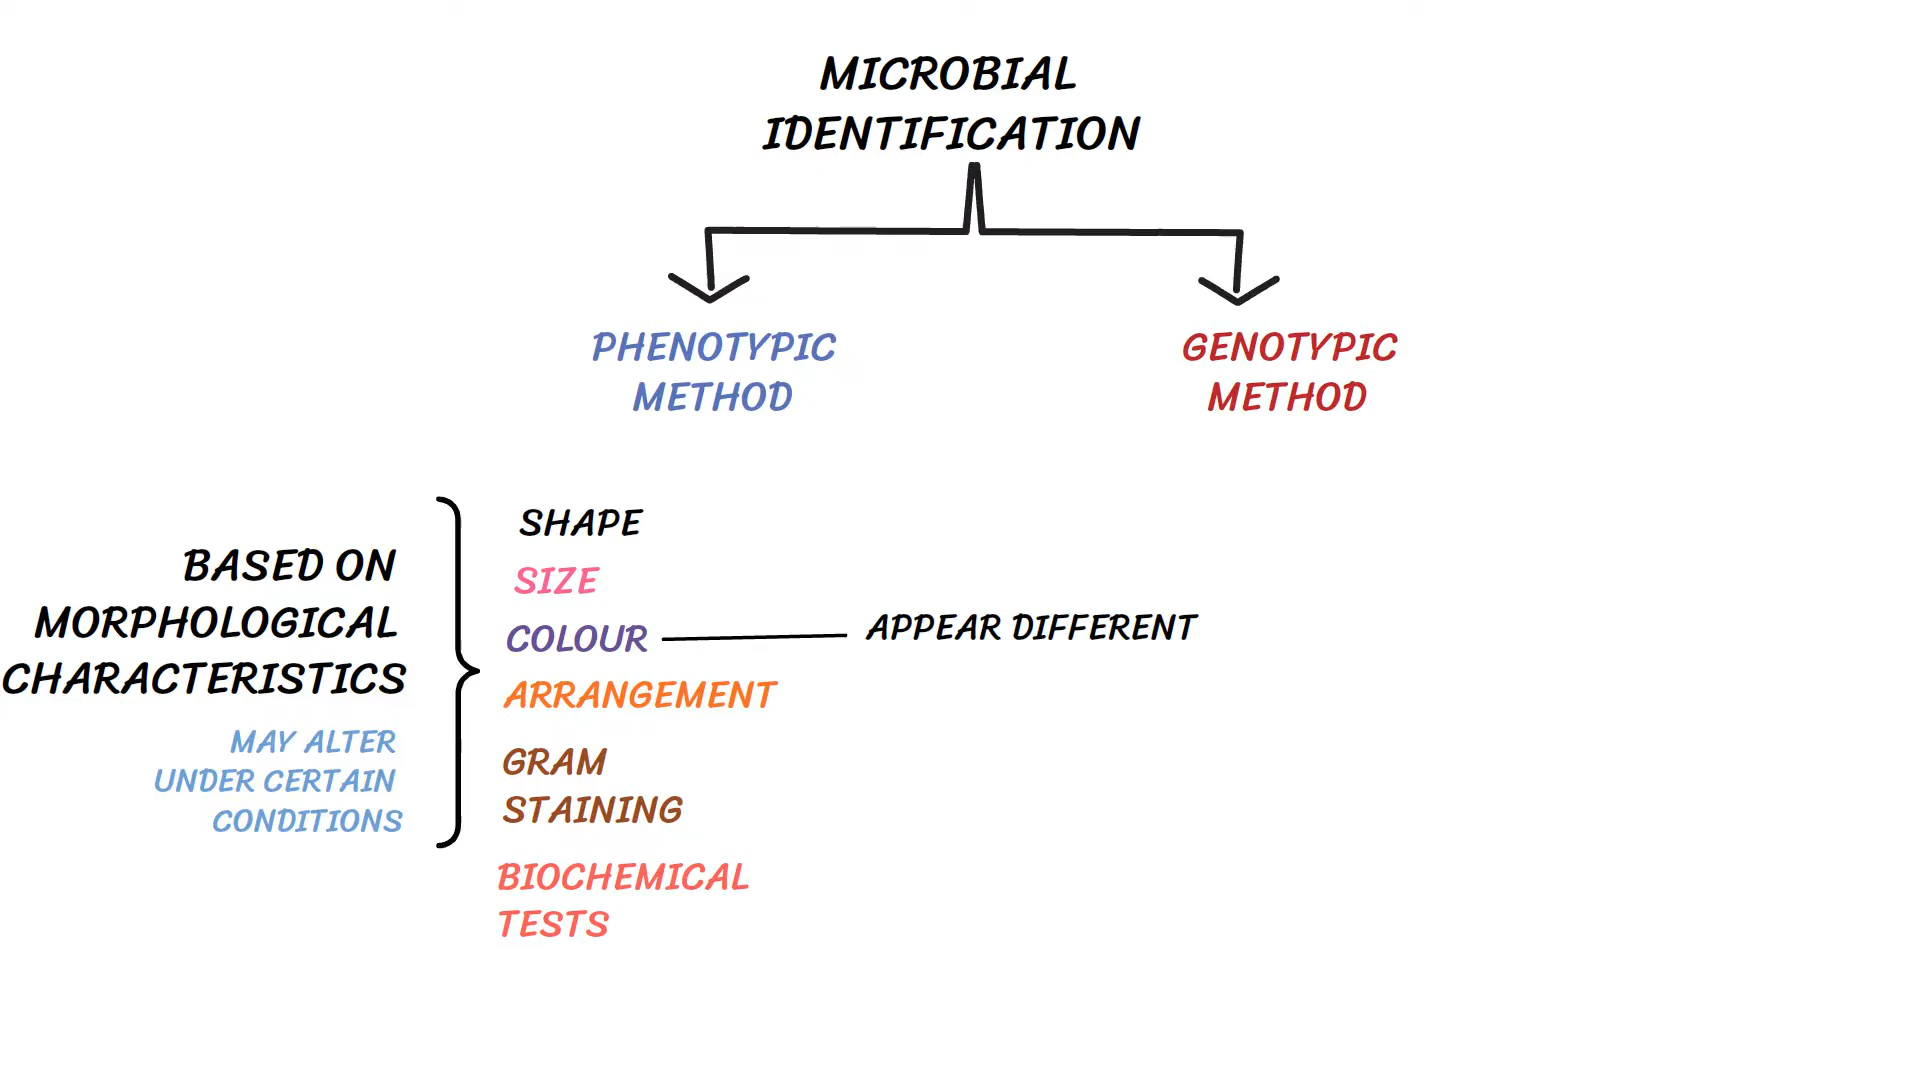 MICROBIAL
IDENTIFICATION
PHENOTYPIC
METHOD
GENOTYPIC
METHOD
BASED ON
MORPHOLOGICAL
CHARACTERISTICS
MAY ALTER
UNDER CERTAIN
CONDITIONS
SHAPE
SIZE
COLOUR
APPEAR DIFFERENT
ARRANGEMENT
GRAM
STAINING
BIOCHEMICAL
TESTS